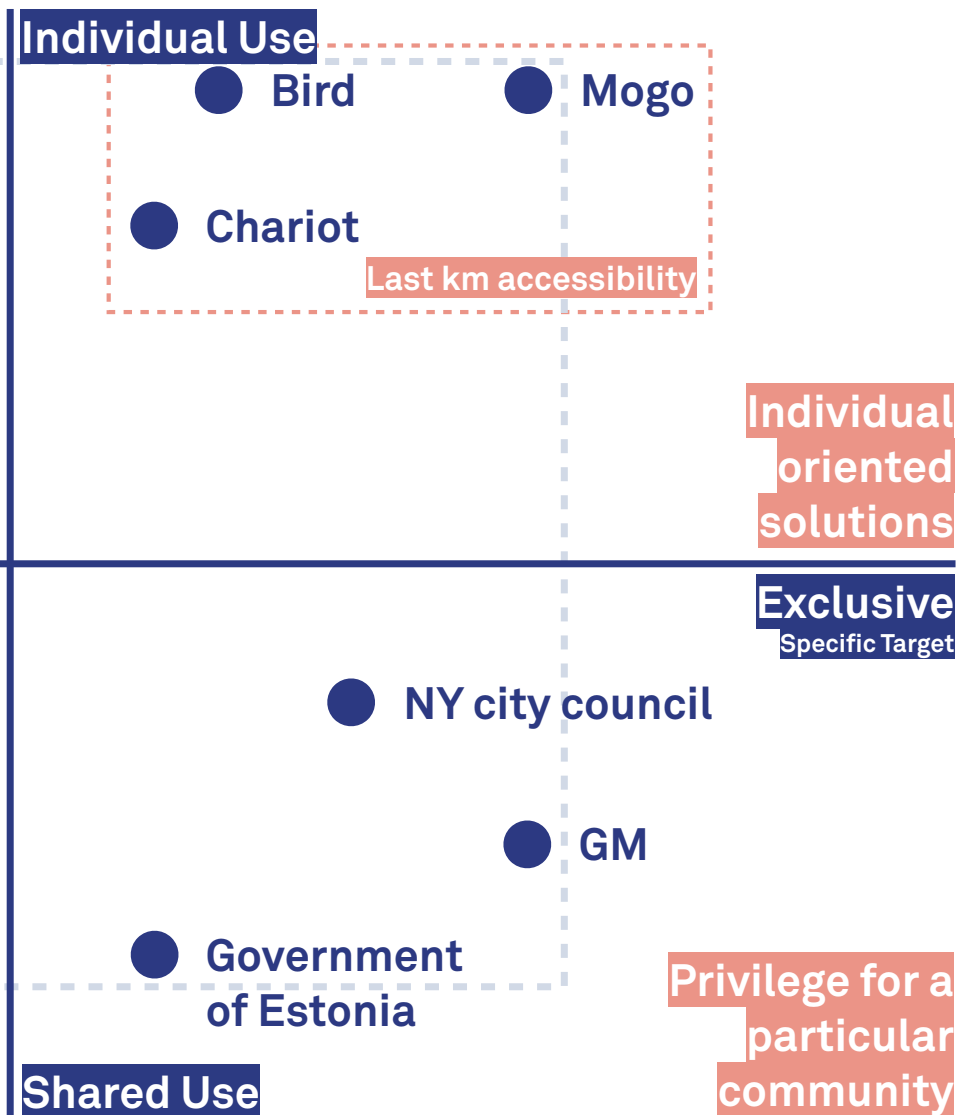 Individual Use
Bird
Mogo
Chariot
Last km accessibility
Individual
oriented
solutions
Exclusive
Specific Target
NY city council
GM
Government
of Estonia
Privilege for a
particular
community
Shared Use